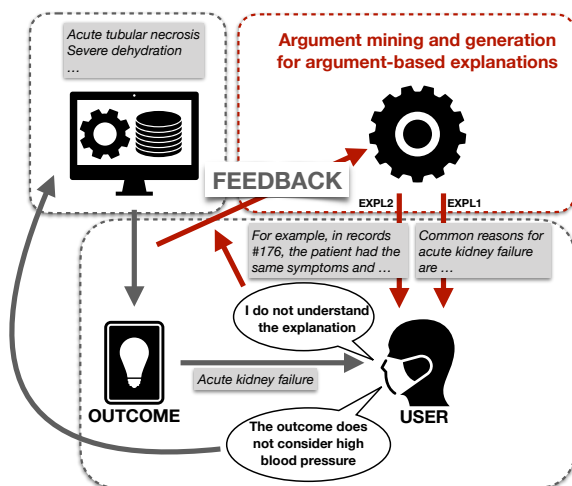 Acute tubular necrosis
Severe dehydration
...
Argument mining and generation
for argument-based explanations
FEEDBACK
EXPL2
EXPL1
For example, in records
#176, the patient had the
same symptoms and ...
Common reasons for
acute kidney failure
are ...
I do not understand
the explanation
Acute kidney failure
OUTCOME
USER
The outcome does
not consider high
blood pressure